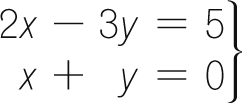 2x − 3y = 5
x + y = 0